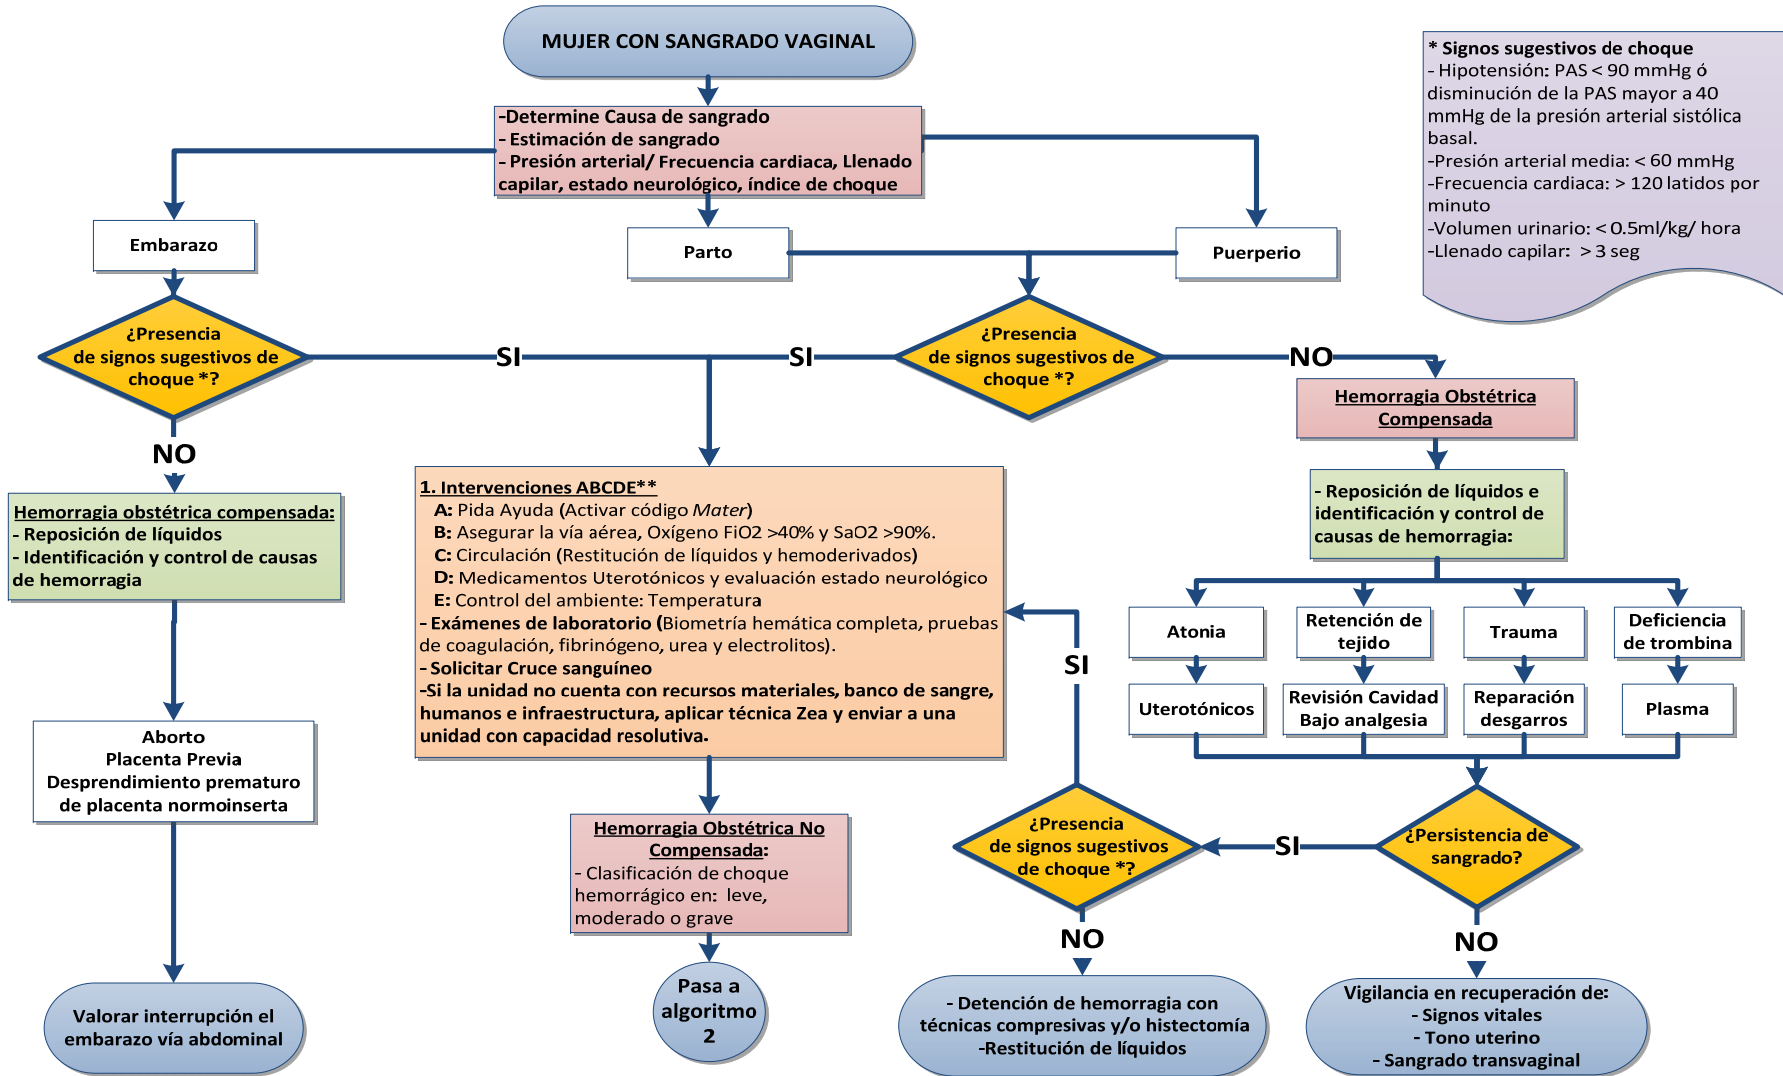 MUJER CON SANGRADO VAGINAL
* Signos sugestivos de choque
- Hipotensión: PAS < 90 mmHg ó
disminución de la PAS mayor a 40
mmHg de la presión arterial sistólica
basal.
-Presión arterial media: < 60 mmHg
-Frecuencia cardiaca: > 120 latidos por
minuto
-Volumen urinario: < 0.5ml/kg/ hora
-Llenado capilar: > 3 seg
-Determine Causa de sangrado
- Estimación de sangrado
- Presión arterial/ Frecuencia cardiaca, Llenado
capilar, estado neurológico, índice de choque
Embarazo
Parto
Puerperio
¿Presencia
de signos sugestivos de
choque *?
SI
SI
¿Presencia
de signos sugestivos de
choque *?
NO
Hemorragia Obstétrica
Compensada
NO
Hemorragia obstétrica compensada:
- Reposición de líquidos
- Identificación y control de causas
de hemorragia
1. Intervenciones ABCDE**
A: Pida Ayuda (Activar código Mater)
B: Asegurar la vía aérea, Oxígeno FiO2 >40% y SaO2 >90%.
C: Circulación (Restitución de líquidos y hemoderivados)
D: Medicamentos Uterotónicos y evaluación estado neurológico
E: Control del ambiente: Temperatura
- Exámenes de laboratorio (Biometría hemática completa, pruebas
de coagulación, fibrinógeno, urea y electrolitos).
- Solicitar Cruce sanguíneo
-Si la unidad no cuenta con recursos materiales, banco de sangre,
humanos e infraestructura, aplicar técnica Zea y enviar a una
unidad con capacidad resolutiva.
- Reposición de líquidos e
identificación y control de
causas de hemorragia:
Atonia
Retención de
tejido
Trauma
Deficiencia
de trombina
SI
Uterotónicos
Revisión Cavidad
Bajo analgesia
Reparación
desgarros
Plasma
Aborto
Placenta Previa
Desprendimiento prematuro
de placenta normoinserta
Hemorragia Obstétrica No
Compensada:
- Clasificación de choque
hemorrágico en: leve,
moderado o grave
¿Presencia
de signos sugestivos
de choque *?
SI
¿Persistencia de
sangrado?
NO
NO
Valorar interrupción el
embarazo vía abdominal
Pasa a
algoritmo
2
- Detención de hemorragia con
técnicas compresivas y/o histectomía
-Restitución de líquidos
Vigilancia en recuperación de:
- Signos vitales
- Tono uterino
- Sangrado transvaginal